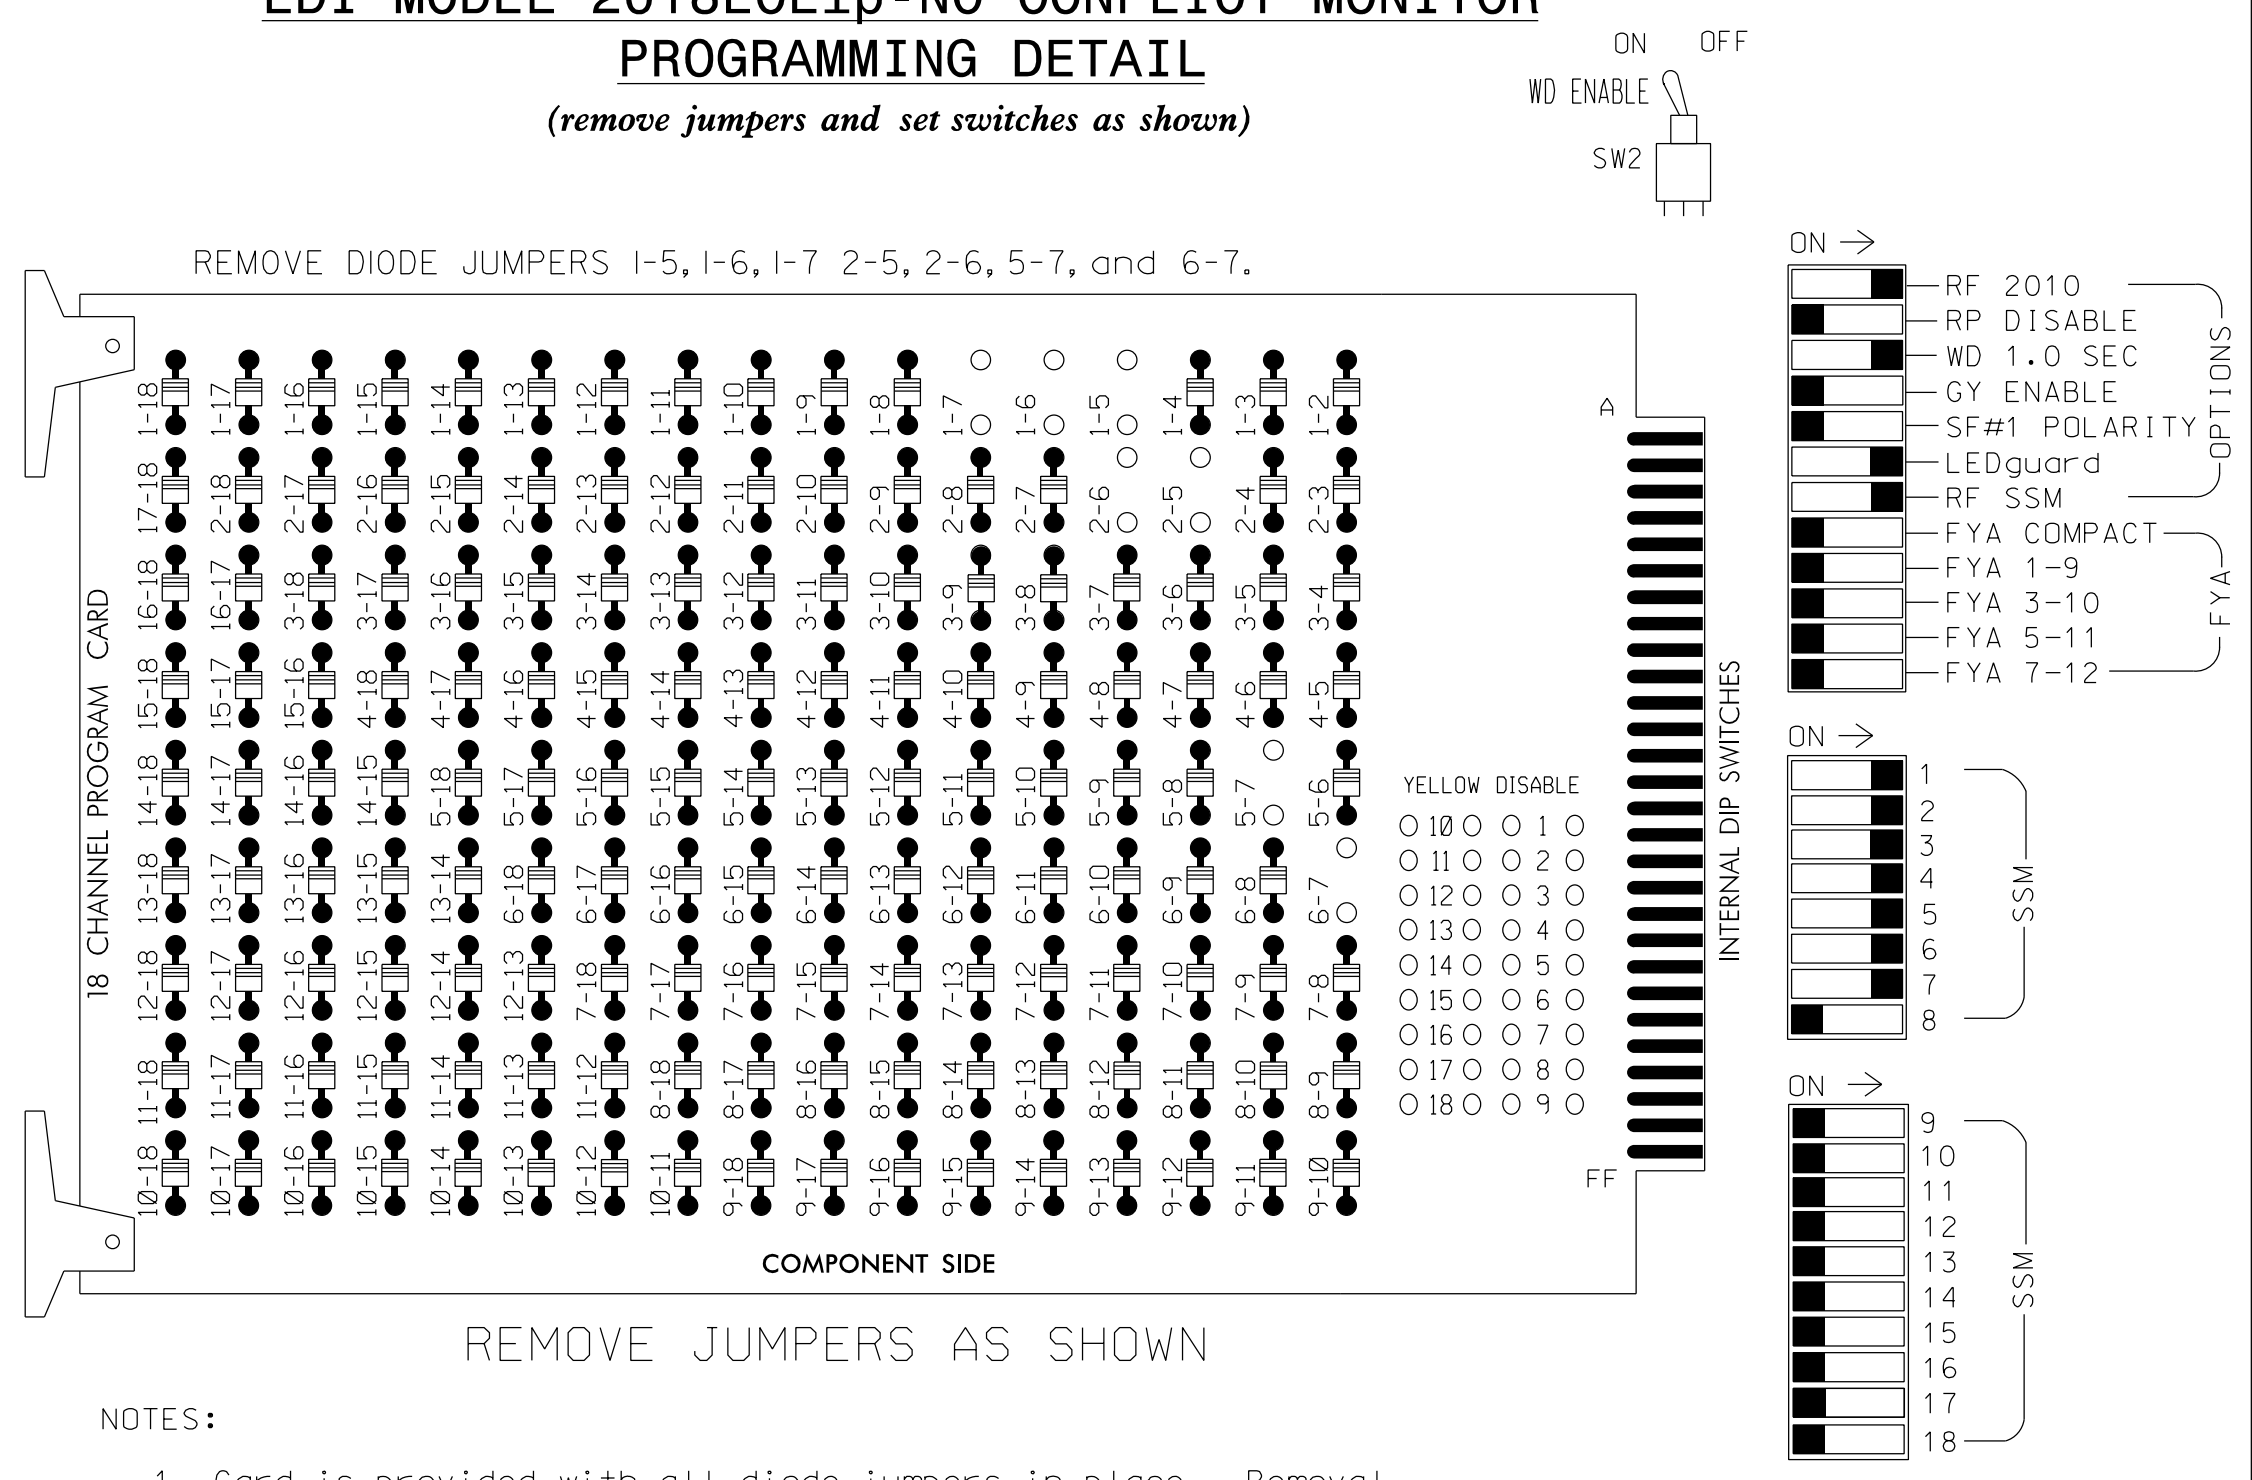 EDI MODEL 2018ECLip-NC CONFLICT MONITOR
PROGRAMMING DETAIL
(remove jumpers and set switches as shown)
ON OFF
WD ENABLE
SW2
REMOVE DIODE JUMPERS 1-5, 1-6, 1-7 2-5, 2-6, 5-7, and 6-7.
18 CHANNEL PROGRAM CARD
1-18 1-17 1-16 1-15 1-14 1-13 1-12 1-11 1-10 1-9 1-8 1-7 1-6 1-5 1-4 1-3 1-2
17-18 2-18 2-17 2-16 2-15 2-14 2-13 2-12 2-11 2-10 2-9 2-8 2-7 2-6 2-5 2-4 2-3
16-18 16-17 3-18 3-17 3-16 3-15 3-14 3-13 3-12 3-11 3-10 3-9 3-8 3-7 3-6 3-5 3-4
15-18 15-17 15-16 4-18 4-17 4-16 4-15 4-14 4-13 4-12 4-11 4-10 4-9 4-8 4-7 4-6 4-5
14-18 14-17 14-16 14-15 5-18 5-17 5-16 5-15 5-14 5-13 5-12 5-11 5-10 5-9 5-8 5-7 5-6
13-18 13-17 13-16 13-15 13-14 6-18 6-17 6-16 6-15 6-14 6-13 6-12 6-11 6-10 6-9 6-8 6-7
12-18 12-17 12-16 12-15 12-14 12-13 7-18 7-17 7-16 7-15 7-14 7-13 7-12 7-11 7-10 7-9 7-8
11-18 11-17 11-16 11-15 11-14 11-13 11-12 8-18 8-17 8-16 8-15 8-14 8-13 8-12 8-11 8-10 8-9
10-18 10-17 10-16 10-15 10-14 10-13 10-12 10-11 9-18 9-17 9-16 9-15 9-14 9-13 9-12 9-11 9-10
YELLOW DISABLE
10 1
11 2
12 3
13 4
14 5
15 6
16 7
17 8
18 9
A
FF
COMPONENT SIDE
INTERNAL DIP SWITCHES
ON
RF 2010
RP DISABLE
WD 1.0 SEC
GY ENABLE
SF#1 POLARITY
LEDguard
RF SSM
OPTIONS
FYA COMPACT
FYA 1-9
FYA 3-10
FYA 5-11
FYA 7-12
FYA
ON
1
2
3
4
5
6
7
8
SSM
ON
9
10
11
12
13
14
15
16
17
18
SSM
REMOVE JUMPERS AS SHOWN
NOTES:
1. Card is provided with all diode jumpers in place. Removal